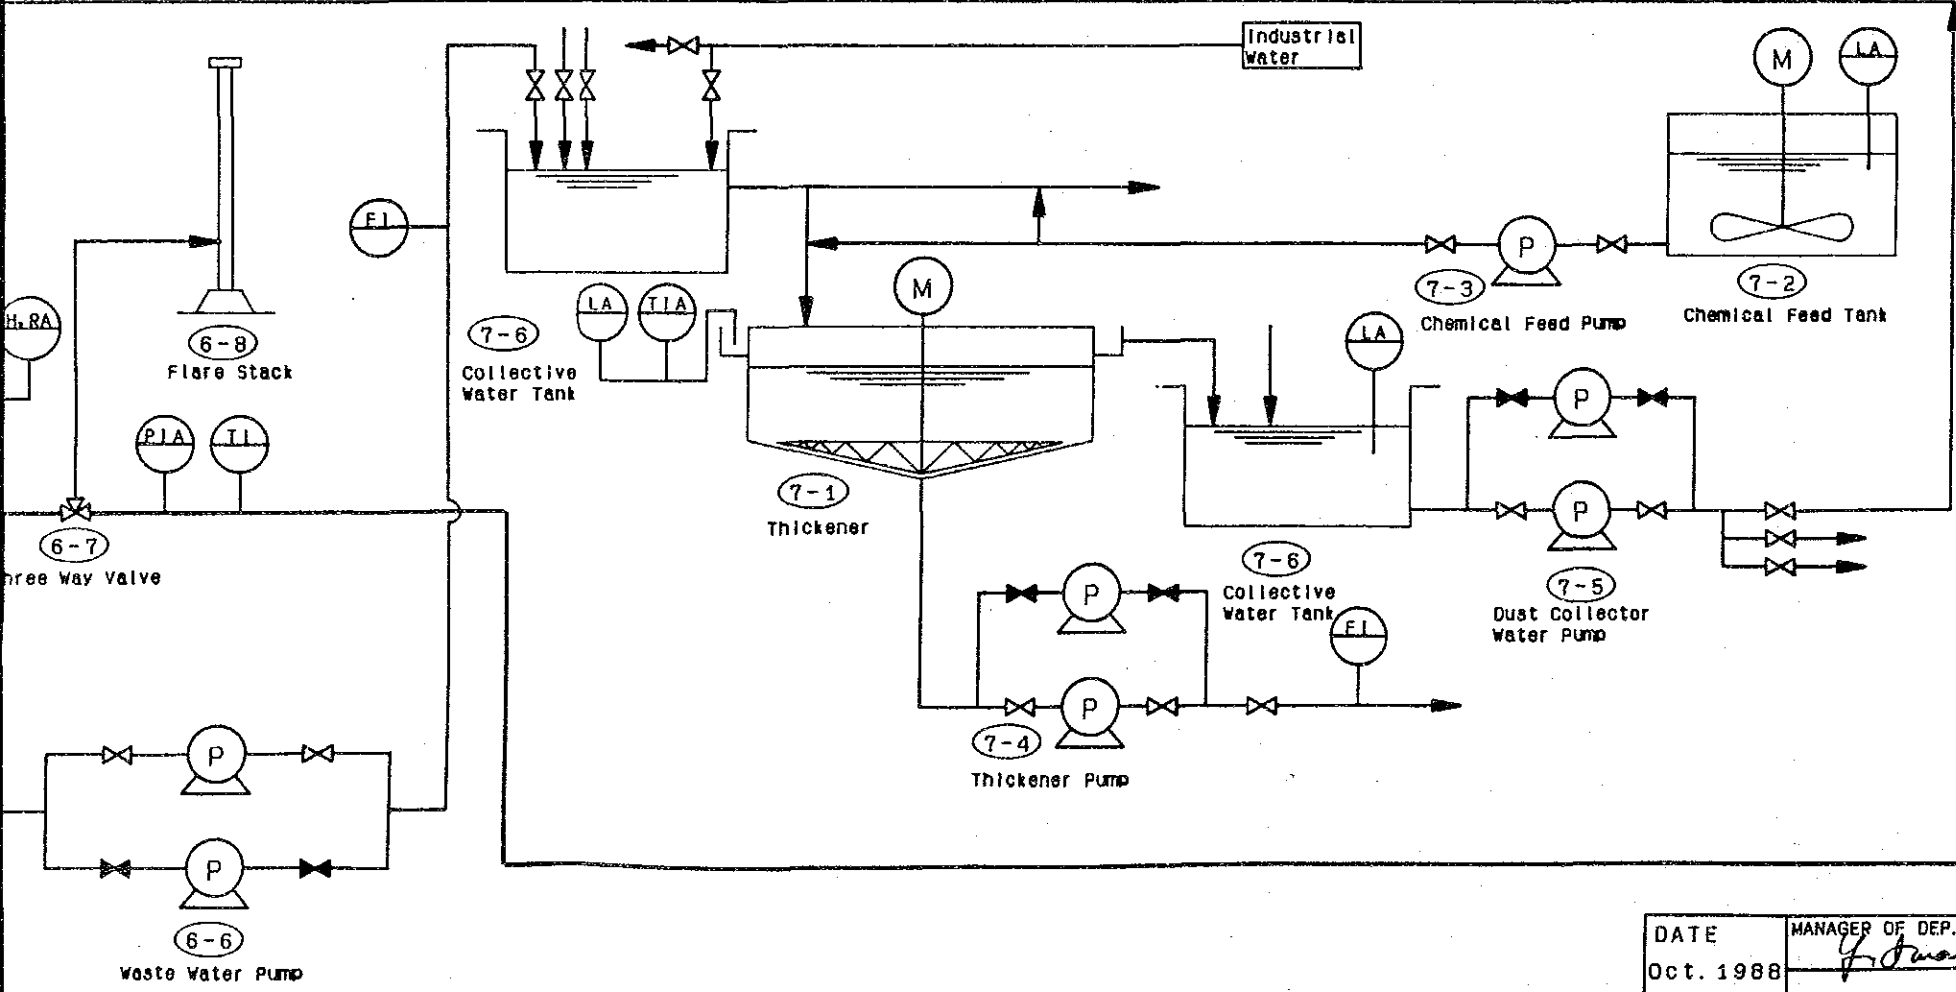 Industrial
Water
M
LA
FI
P
7-3
Chemical Feed Pump
7-2
Chemical Feed Tank
H₂RA
6-8
Flare Stack
7-6
Collective
Water Tank
LA
TIA
M
LA
PIA
TI
7-1
Thickener
P
P
6-7
hree Way Valve
7-6
Collective
Water Tank
7-5
Dust Collector
Water Pump
P
FI
P
7-4
Thickener Pump
P
P
6-6
Waste Water Pump
DATE
Oct. 1988
MANAGER OF DEP.